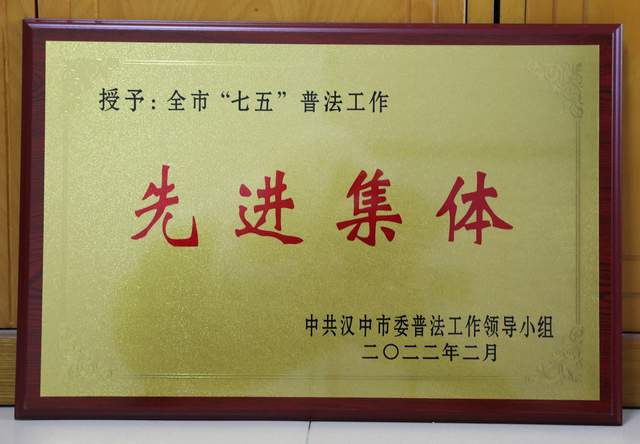 授予：全市“七五”普法工作
先进集体
中共汉中市委普法工作领导小组
二〇二二年二月